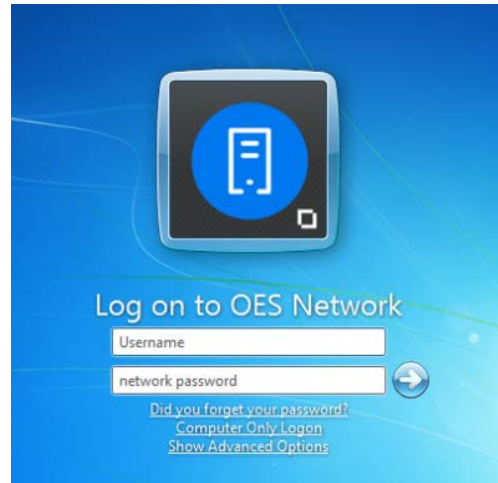 Log on to OES Network
Username
network password
Did you forget your password?
Computer Only Logon
Show Advanced Options